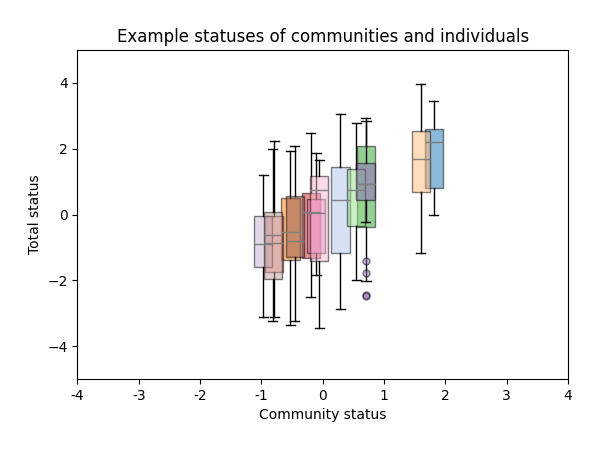 Example statuses of communities and individuals
Total status
4
2
0
−2
−4
-4 -3 -2 -1 0 1 2 3 4
Community status